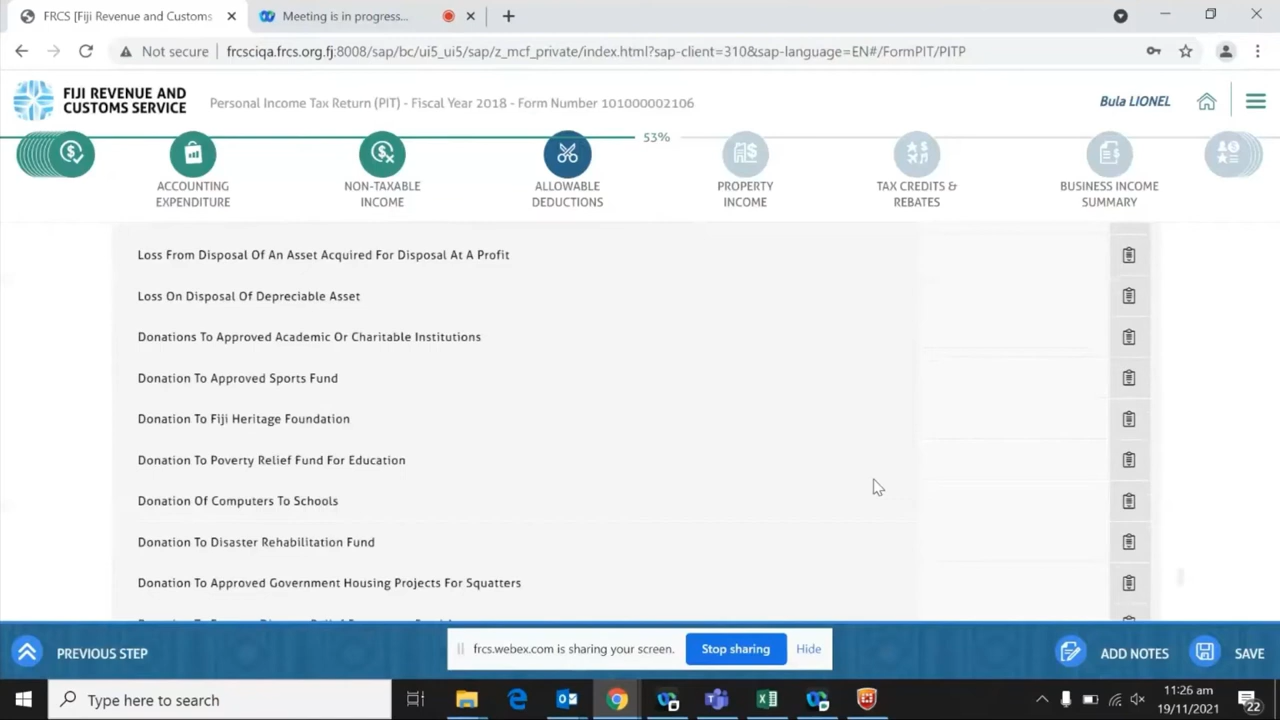 FRCS [Fiji Revenue and Customs
Meeting is in progress...
Not secure
frcsciqa.frcs.org.fj:8008/sap/bc/ui5_ui5/sap/z_mcf_private/index.html?sap-client=310&sap-language=EN#/FormPIT/PITP
FIJI REVENUE AND
CUSTOMS SERVICE
Personal Income Tax Return (PIT) - Fiscal Year 2018 - Form Number 101000002106
Bula LIONEL
53%
ACCOUNTING
EXPENDITURE
NON-TAXABLE
INCOME
ALLOWABLE
DEDUCTIONS
PROPERTY
INCOME
TAX CREDITS &
REBATES
BUSINESS INCOME
SUMMARY
Loss From Disposal Of An Asset Acquired For Disposal At A Profit
Loss On Disposal Of Depreciable Asset
Donations To Approved Academic Or Charitable Institutions
Donation To Approved Sports Fund
Donation To Fiji Heritage Foundation
Donation To Poverty Relief Fund For Education
Donation Of Computers To Schools
Donation To Disaster Rehabilitation Fund
Donation To Approved Government Housing Projects For Squatters
PREVIOUS STEP
frcs.webex.com is sharing your screen.
Stop sharing
Hide
ADD NOTES
SAVE
Type here to search
11:26 am
19/11/2021
22